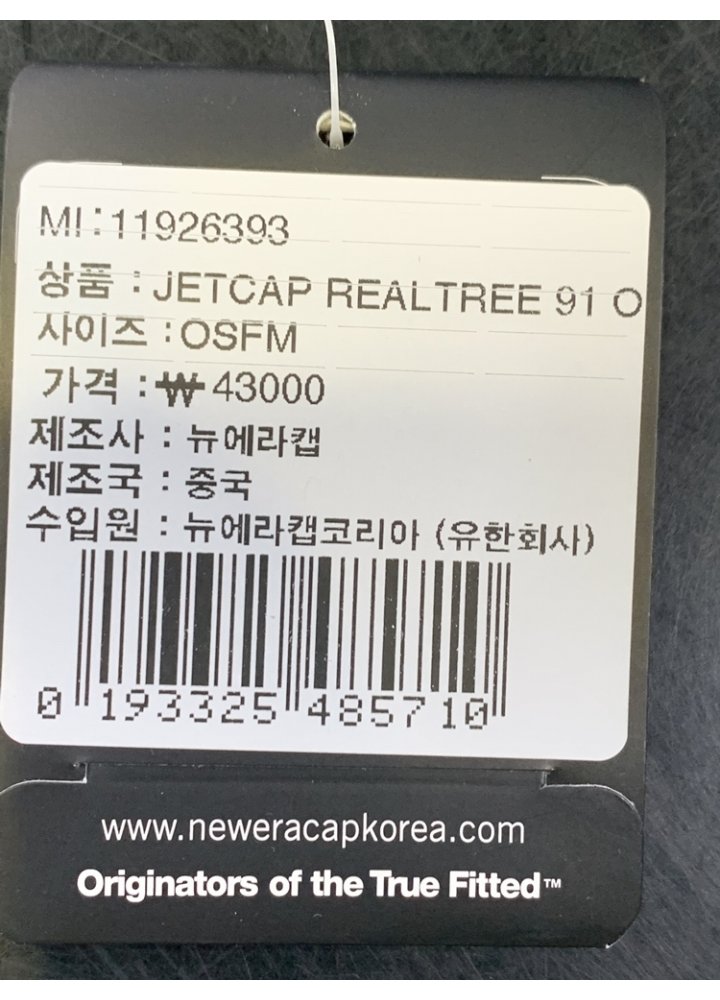 MI:11926393
상품 : JETCAP REALTREE 91 O
사이즈 : OSFM
가격 : ₩ 43000
제조사 : 뉴에라캡
제조국 : 중국
수입원 : 뉴에라캡코리아 (유한회사)
0 193325 485710
www.neweracapkorea.com
Originators of the True Fitted™